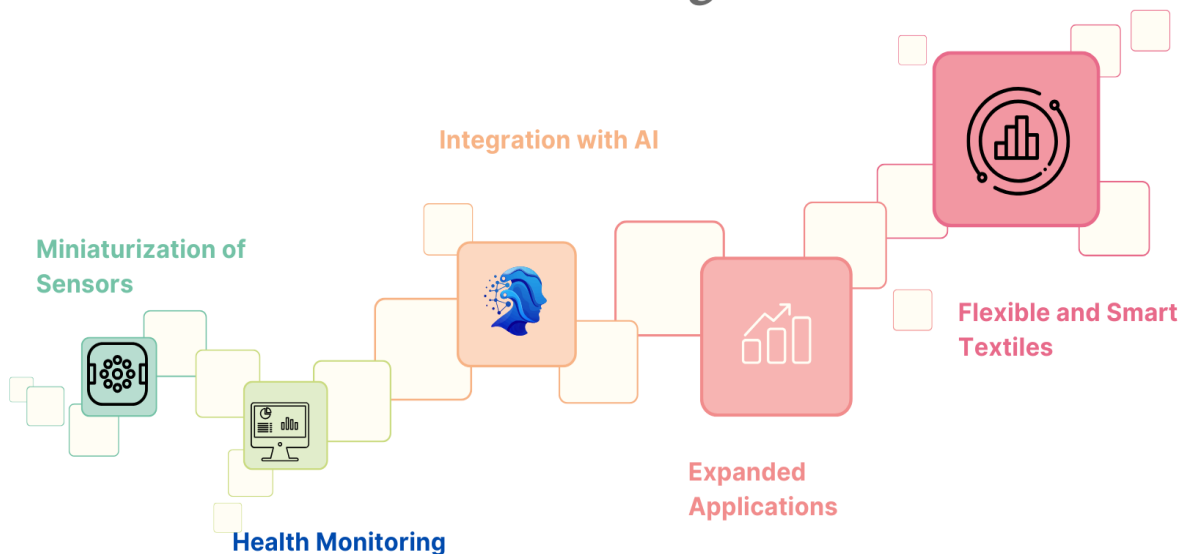 Integration with AI
Miniaturization of
Sensors
Flexible and Smart
Textiles
Expanded
Applications
Health Monitoring